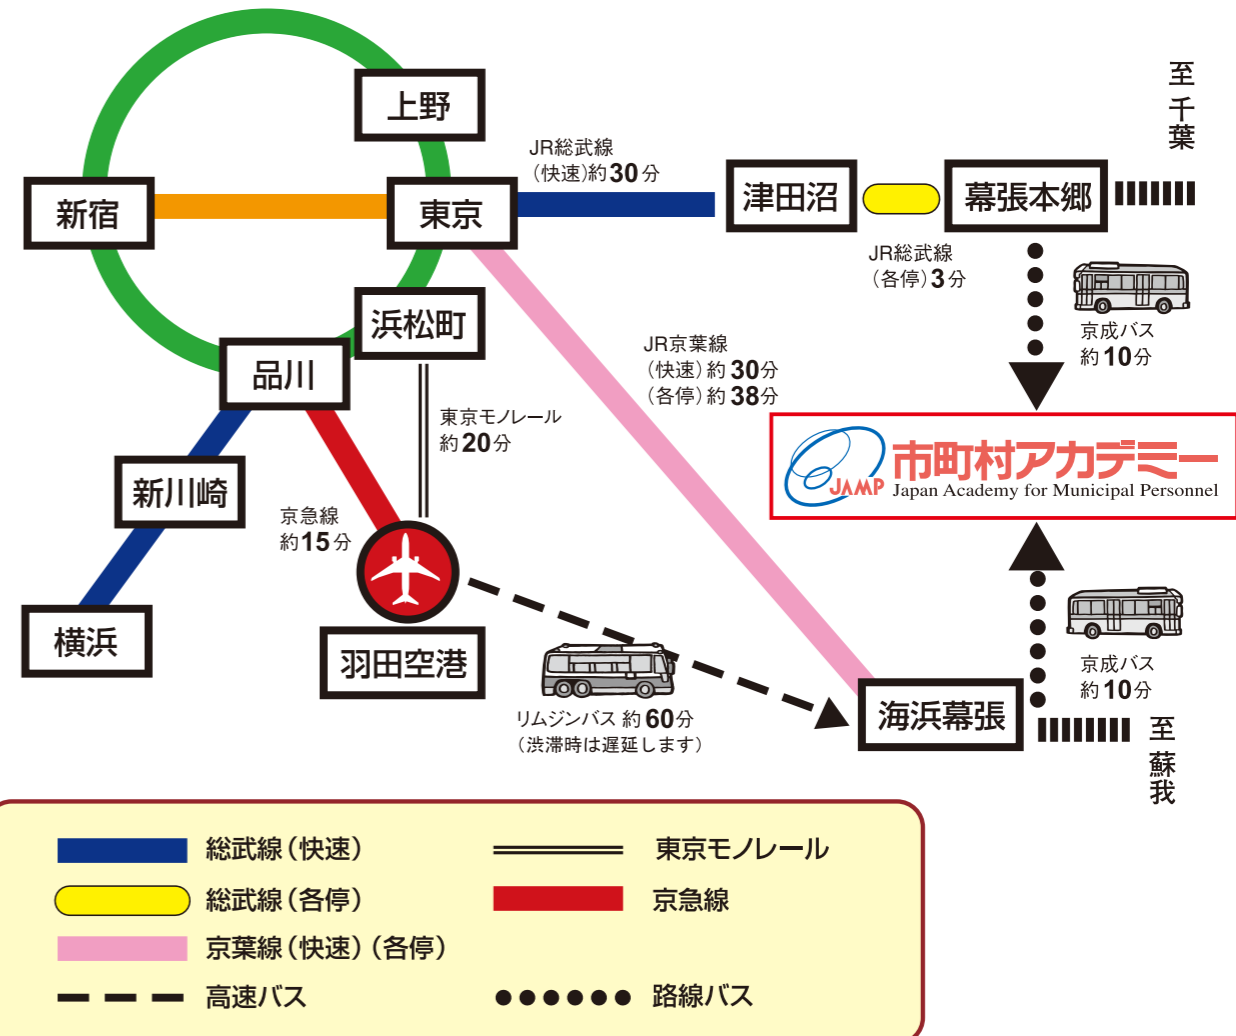 上野
至千葉
JR総武線
(快速)約30分
新宿
東京
津田沼
幕張本郷
JR総武線
(各停)3分
浜松町
京成バス
約10分
品川
JR京葉線
(快速)約30分
(各停)約38分
東京モノレール
約20分
JAMP
市町村アカデミー
Japan Academy for Municipal Personnel
新川崎
京急線
約15分
横浜
羽田空港
リムジンバス 約60分
(渋滞時は遅延します)
海浜幕張
京成バス
約10分
至蘇我
総武線(快速)
東京モノレール
総武線(各停)
京急線
京葉線(快速)(各停)
高速バス
路線バス